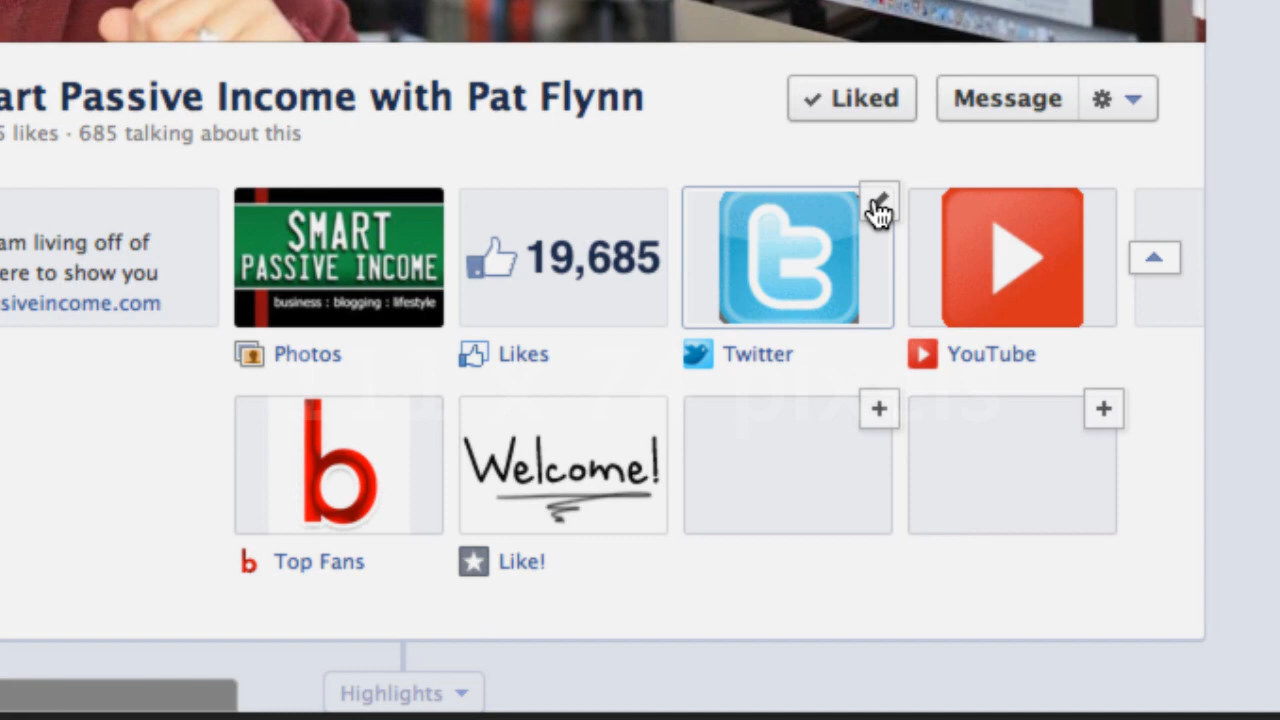 art Passive Income with Pat Flynn
Liked
Message
likes · 685 talking about this
am living off of
ere to show you
siveincome.com
$MART
PASSIVE INCOME
business : blogging : lifestyle
19,685
Photos
Likes
Twitter
YouTube
b
Welcome!
b
Top Fans
Like!
pixels
Highlights